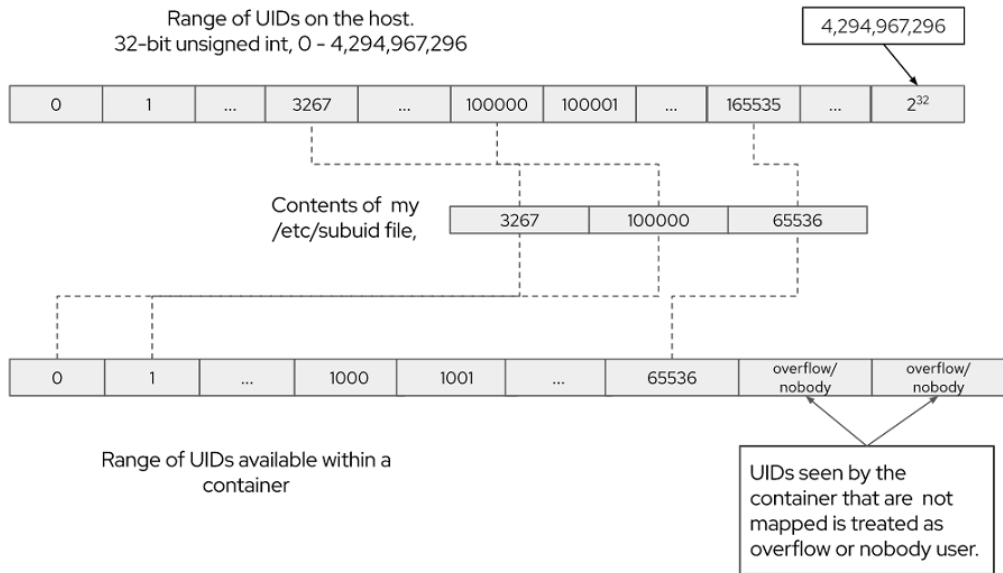 Range of UIDs on the host.
32-bit unsigned int, 0 - 4,294,967,296
4,294,967,296
0 1 ... 3267 ... 100000 100001 ... 165535 ... 2³²
Contents of my
/etc/subuid file,
3267 100000 65536
0 1 ... 1000 1001 ... 65536 overflow/ overflow/
nobody nobody
Range of UIDs available within a
container
UIDs seen by the
container that are not
mapped is treated as
overflow or nobody user.